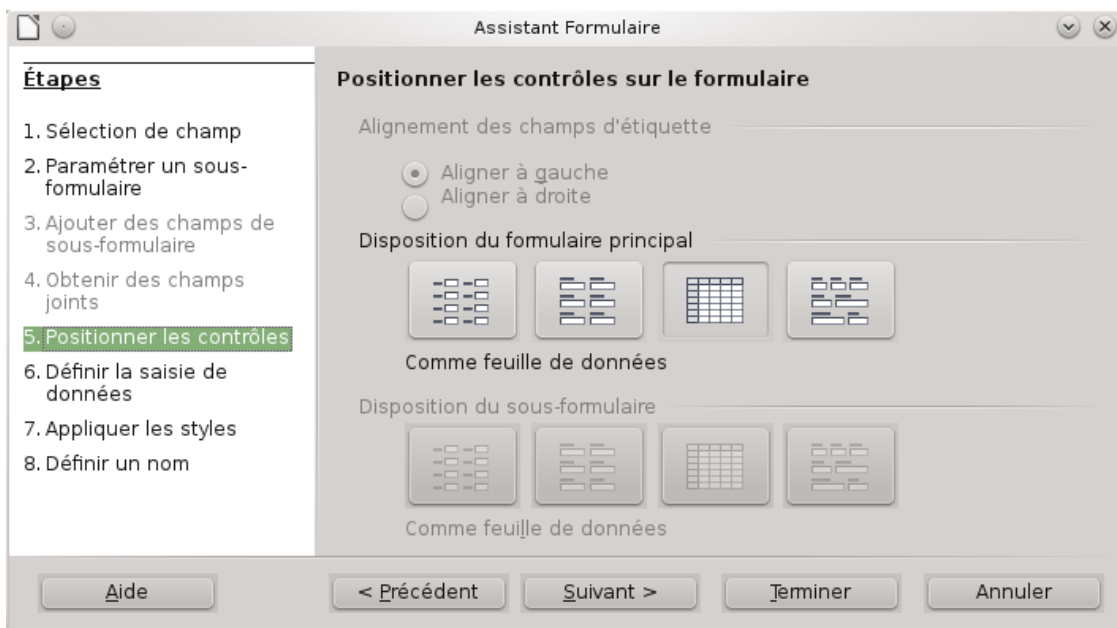 Assistant Formulaire
Étapes
1. Sélection de champ
2. Paramétrer un sous-
formulaire
3. Ajouter des champs de
sous-formulaire
4. Obtenir des champs
joints
5. Positionner les contrôles
6. Définir la saisie de
données
7. Appliquer les styles
8. Définir un nom
Positionner les contrôles sur le formulaire
Alignement des champs d'étiquette
Aligner à gauche
Aligner à droite
Disposition du formulaire principal
Comme feuille de données
Disposition du sous-formulaire
Comme feuille de données
Aide
< Précédent
Suivant >
Terminer
Annuler